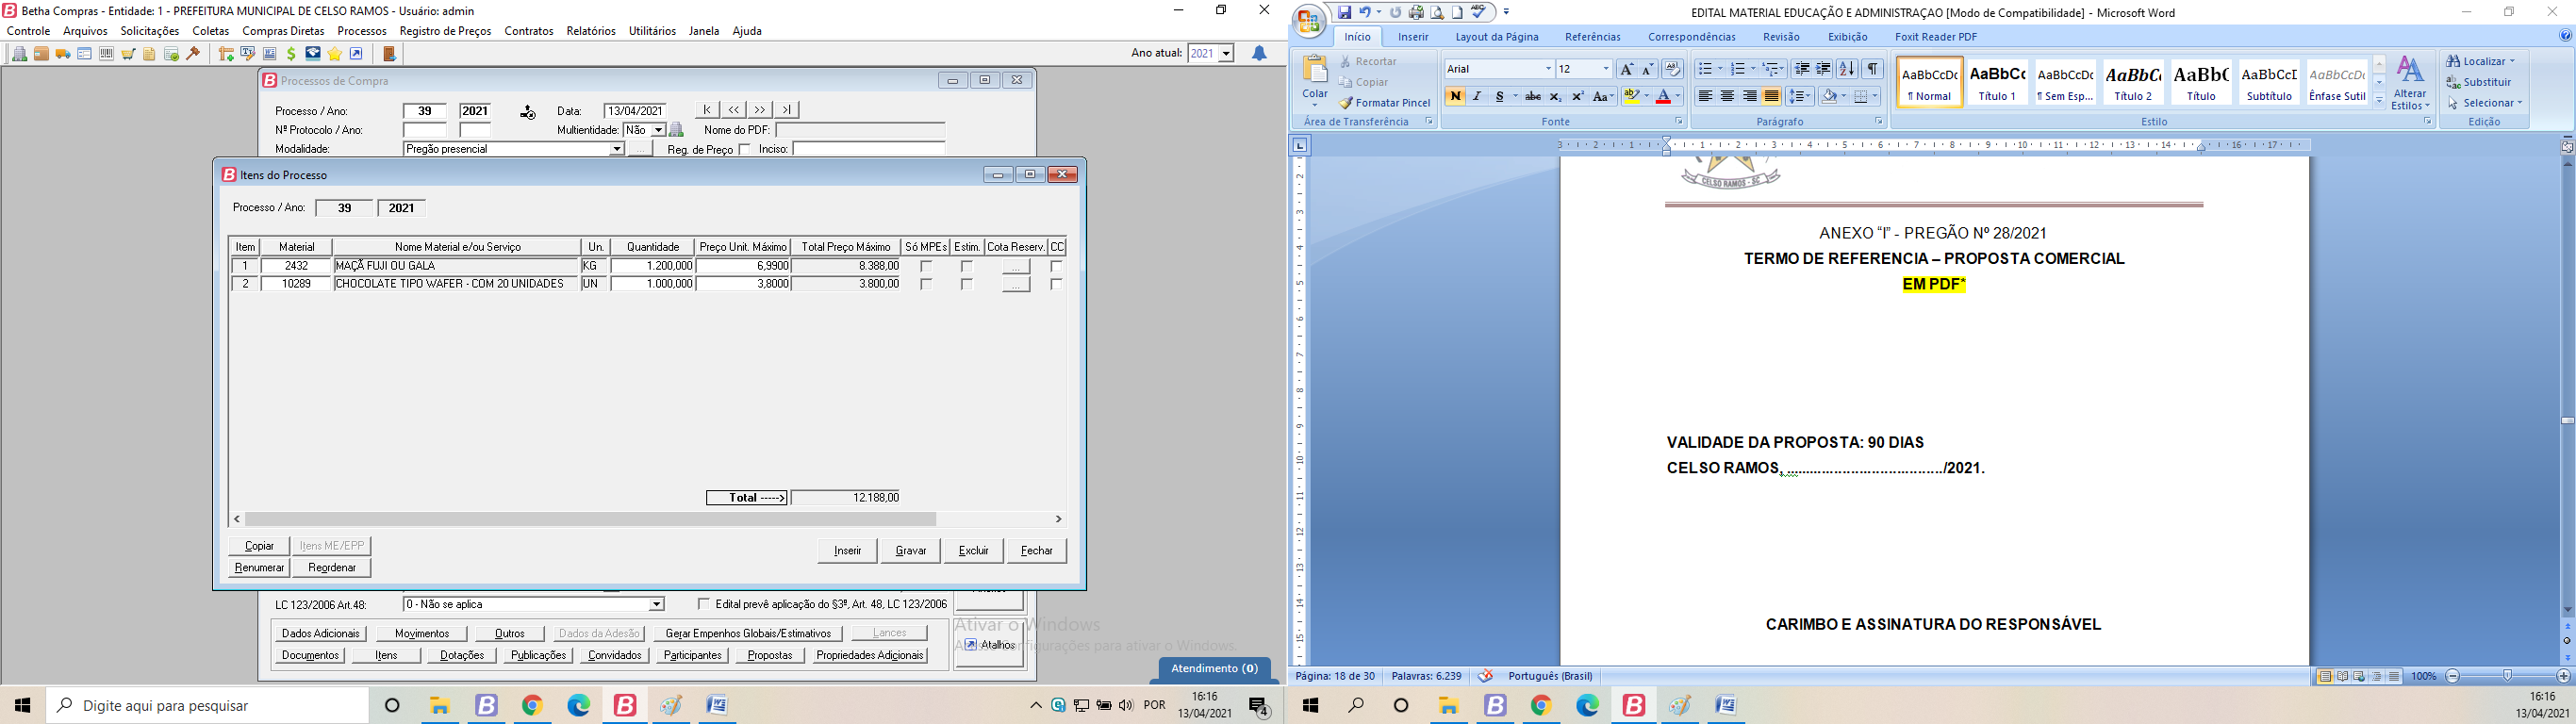 Betha Compras - Entidade: 1 - PREFEITURA MUNICIPAL DE CELSO RAMOS - Usuário: admin
Controle Arquivos Solicitações Coletas Compras Diretas Processos Registro de Preços Contratos Relatórios Utilitários Janela Ajuda
Ano atual: 2021
Processos de Compra
Processo / Ano: 39 2021 Data: 13/04/2021 |< << >> >|
Nº Protocolo / Ano: Multientidade: Não Nome do PDF:
Modalidade: Pregão presencial ... Reg. de Preço Inciso:
Itens do Processo
Processo / Ano: 39 2021
Item Material Nome Material e/ou Serviço Un. Quantidade Preço Unit. Máximo Total Preço Máximo Só MPEs Estim. Cota Reserv. CC
1 2432 MAÇÃ FUJI OU GALA KG 1.200,000 6,9900 8.388,00 ...
2 10289 CHOCOLATE TIPO WAFER - COM 20 UNIDADES UN 1.000,000 3,8000 3.800,00 ...
Total -----> 12.188,00
Copiar Itens ME/EPP Inserir Gravar Excluir Fechar
Renumerar Reordenar
LC 123/2006 Art.48: 0 - Não se aplica Edital prevê aplicação do §3º, Art. 48, LC 123/2006
Dados Adicionais Movimentos Outros Dados da Adesão Gerar Empenhos Globais/Estimativos Lances
Documentos Itens Dotações Publicações Convidados Participantes Propostas Propriedades Adicionais Atalhos
Ativar o Windows
configurações para ativar o Windows.
Atendimento (0)
Digite aqui para pesquisar
POR
16:16
13/04/2021
4
EDITAL MATERIAL EDUCAÇÃO E ADMINISTRAÇAO [Modo de Compatibilidade] - Microsoft Word
Início Inserir Layout da Página Referências Correspondências Revisão Exibição Foxit Reader PDF
Colar
Recortar
Copiar
Formatar Pincel
Área de Transferência
Arial 12
N I S abc x₂ x² Aa A
Fonte
Parágrafo
AaBbCcDc AaBbCc AaBbCcDc AaBbC AaBbC AaBbCcI AaBbCcDc
¶ Normal Título 1 ¶ Sem Esp... Título 2 Título Subtítulo Ênfase Sutil
Alterar Estilos
Estilo
Localizar
Substituir
Selecionar
Edição
CELSO RAMOS - SC
ANEXO “I” - PREGÃO Nº 28/2021
TERMO DE REFERENCIA – PROPOSTA COMERCIAL
EM PDF*
VALIDADE DA PROPOSTA: 90 DIAS
CELSO RAMOS, ........................................./2021.
CARIMBO E ASSINATURA DO RESPONSÁVEL
Página: 18 de 30 Palavras: 6.239 Português (Brasil) 100%
16:16
13/04/2021